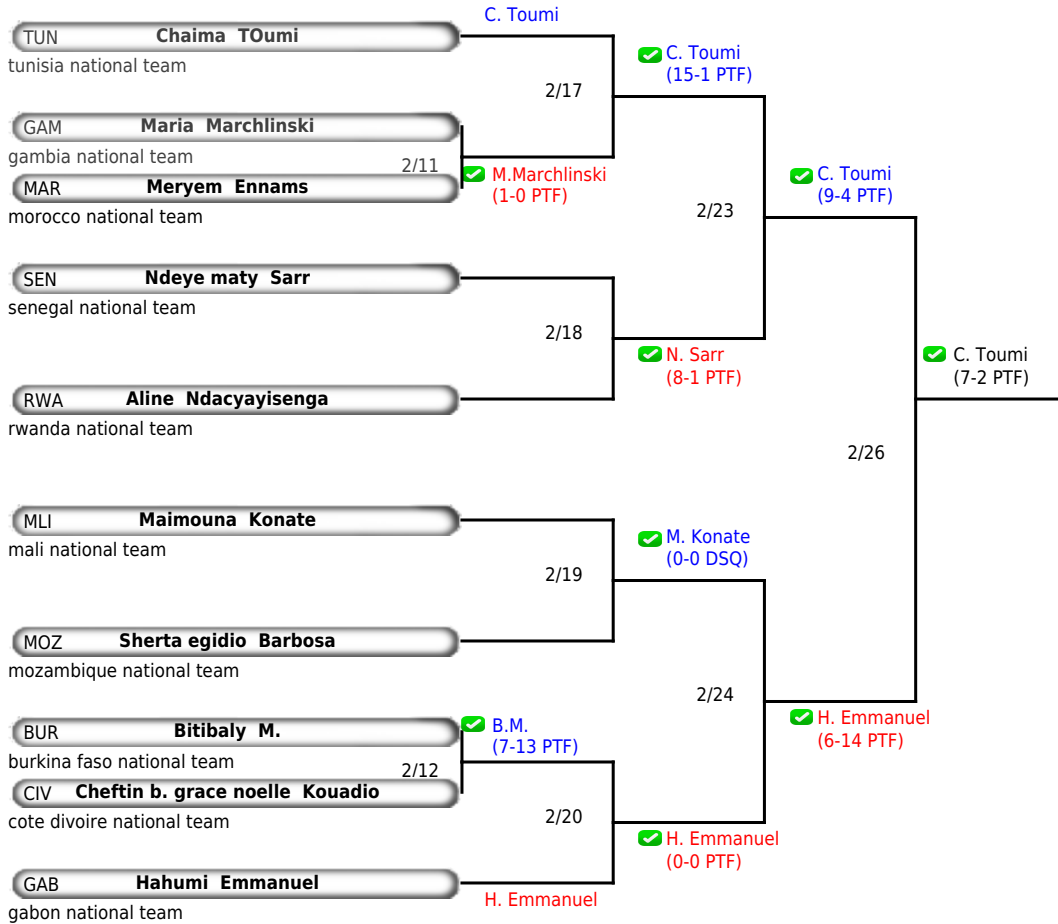 C. Toumi
TUN Chaima TOumi
tunisia national team
C. Toumi
(15-1 PTF)
2/17
GAM Maria Marchlinski
gambia national team
2/11
M.Marchlinski
(1-0 PTF)
MAR Meryem Ennams
morocco national team
C. Toumi
(9-4 PTF)
2/23
SEN Ndeye maty Sarr
senegal national team
2/18
N. Sarr
(8-1 PTF)
C. Toumi
(7-2 PTF)
RWA Aline Ndacyayisenga
rwanda national team
2/26
MLI Maimouna Konate
mali national team
M. Konate
(0-0 DSQ)
2/19
MOZ Sherta egidio Barbosa
mozambique national team
2/24
H. Emmanuel
(6-14 PTF)
BUR Bitibaly M.
burkina faso national team
B.M.
(7-13 PTF)
2/12
CIV Cheftin b. grace noelle Kouadio
cote divoire national team
2/20
H. Emmanuel
(0-0 PTF)
GAB Hahumi Emmanuel
gabon national team
H. Emmanuel